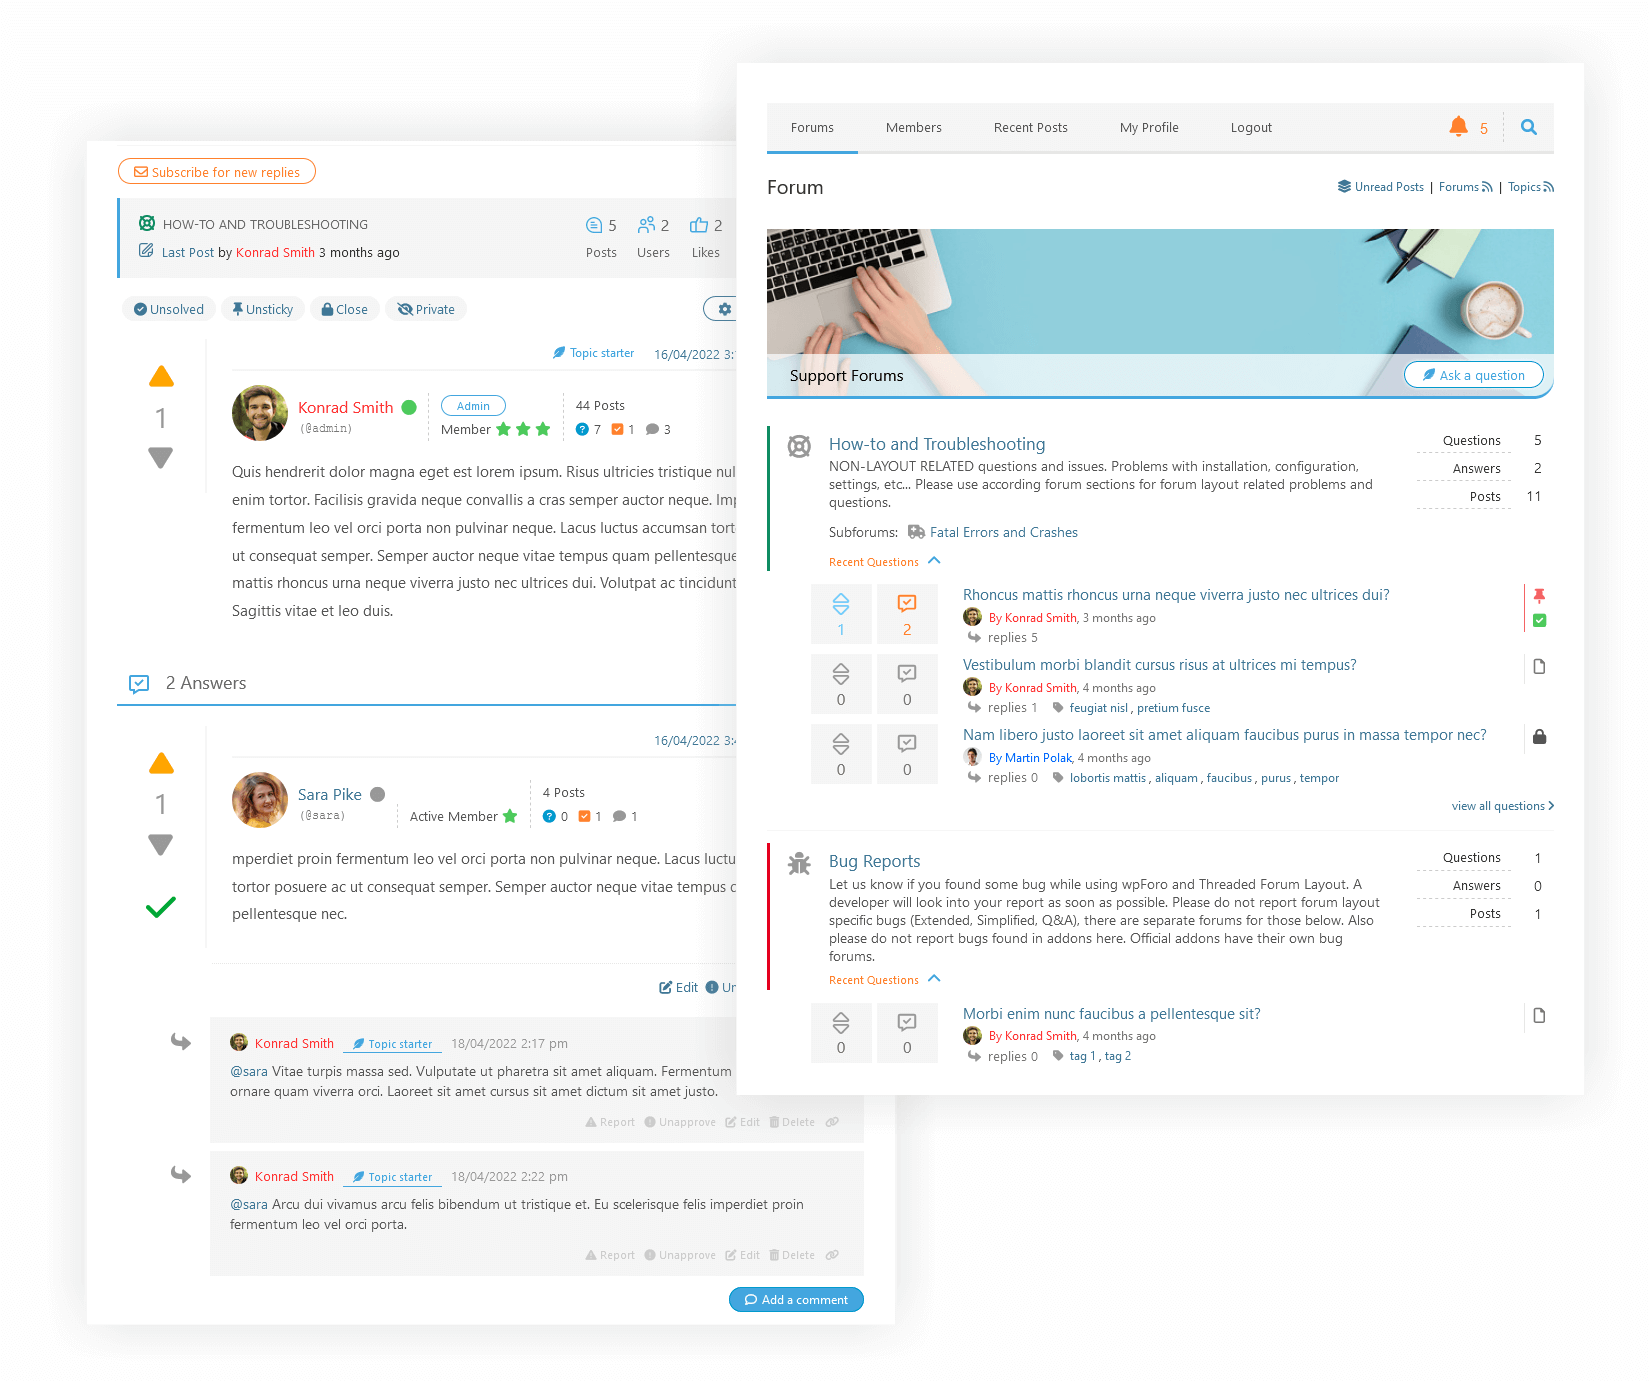 Subscribe for new replies
HOW-TO AND TROUBLESHOOTING
5 2 2
Last Post by Konrad Smith 3 months ago
Posts Users Likes
Unsolved Unsticky Close Private
Topic starter 16/04/2022
1
Konrad Smith
(@admin)
Admin
Member
44 Posts
7 1 3
Quis hendrerit dolor magna eget est lorem ipsum. Risus ultricies tristique
enim tortor. Facilisis gravida neque convallis a cras semper auctor neque.
fermentum leo vel orci porta non pulvinar neque. Lacus luctus accumsan
ut consequat semper. Semper auctor neque vitae tempus quam pellentesque
mattis rhoncus urna neque viverra justo nec ultrices dui. Volutpat ac tincidunt
Sagittis vitae et leo duis.
2 Answers
16/04/2022
1
Sara Pike
(@sara)
Active Member
4 Posts
0 1 1
mperdiet proin fermentum leo vel orci porta non pulvinar neque. Lacus
tortor posuere ac ut consequat semper. Semper auctor neque vitae tempus
pellentesque nec.
Edit
Konrad Smith Topic starter 18/04/2022 2:17 pm
@sara Vitae turpis massa sed. Vulputate ut pharetra sit amet aliquam. Fermentum
ornare quam viverra orci. Laoreet sit amet cursus sit amet dictum sit amet justo.
Report Unapprove Edit Delete
Konrad Smith Topic starter 18/04/2022 2:22 pm
@sara Arcu dui vivamus arcu felis bibendum ut tristique et. Eu scelerisque felis imperdiet proin
fermentum leo vel orci porta.
Report Unapprove Edit Delete
Add a comment
Forums Members Recent Posts My Profile Logout 5
Forum
Unread Posts | Forums | Topics
Support Forums
Ask a question
How-to and Troubleshooting
NON-LAYOUT RELATED questions and issues. Problems with installation, configuration,
settings, etc... Please use according forum sections for forum layout related problems and
questions.
Subforums: Fatal Errors and Crashes
Recent Questions
Questions 5
Answers 2
Posts 11
1 2
Rhoncus mattis rhoncus urna neque viverra justo nec ultrices dui?
By Konrad Smith, 3 months ago
replies 5
0 0
Vestibulum morbi blandit cursus risus at ultrices mi tempus?
By Konrad Smith, 4 months ago
replies 1 feugiat nisl , pretium fusce
0 0
Nam libero justo laoreet sit amet aliquam faucibus purus in massa tempor nec?
By Martin Polak, 4 months ago
replies 0 lobortis mattis , aliquam , faucibus , purus , tempor
view all questions
Bug Reports
Let us know if you found some bug while using wpForo and Threaded Forum Layout. A
developer will look into your report as soon as possible. Please do not report forum layout
specific bugs (Extended, Simplified, Q&A), there are separate forums for those below. Also
please do not report bugs found in addons here. Official addons have their own bug
forums.
Recent Questions
Questions 1
Answers 0
Posts 1
0 0
Morbi enim nunc faucibus a pellentesque sit?
By Konrad Smith, 4 months ago
replies 0 tag 1 , tag 2